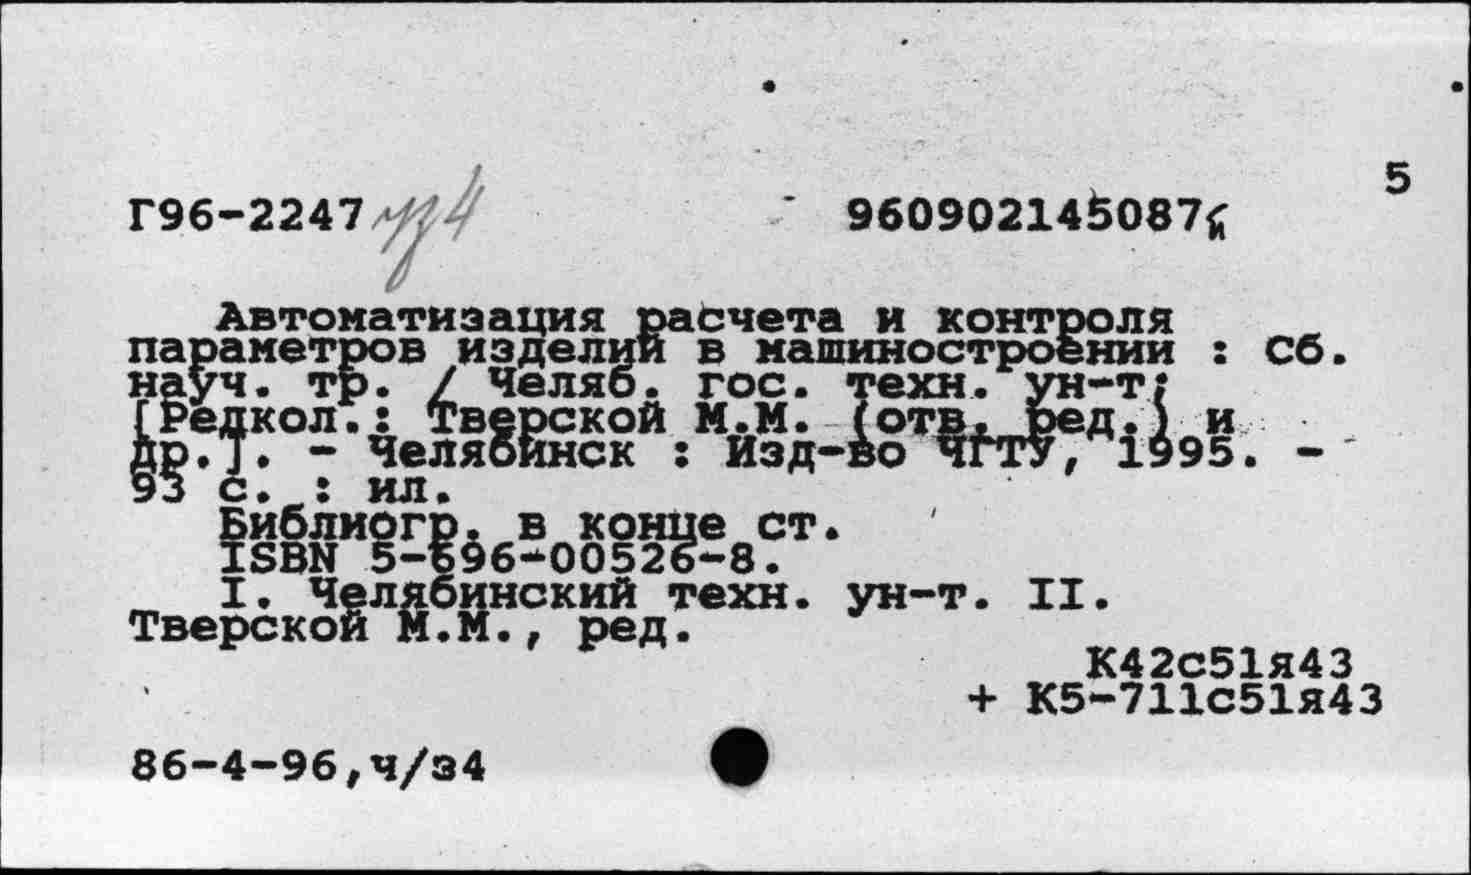 5
Г96-2247 960902145087
Автоматизация расчета и контроля
параметров изделий в машиностроении : Сб.
науч. тр. / Челяб. гос. техн. ун-т;
[Редкол.: Тверской М.М. (отв. ред.) и
др.]. - Челябинск : Изд-во ЧГТУ, 1995. -
93 с. : ил.
Библиогр. в конце ст.
ISBN 5-696-00526-8.
I. Челябинский техн. ун-т. II.
Тверской М.М., ред.
К42с51я43
+ К5-711с51я43
86-4-96,ч/з4